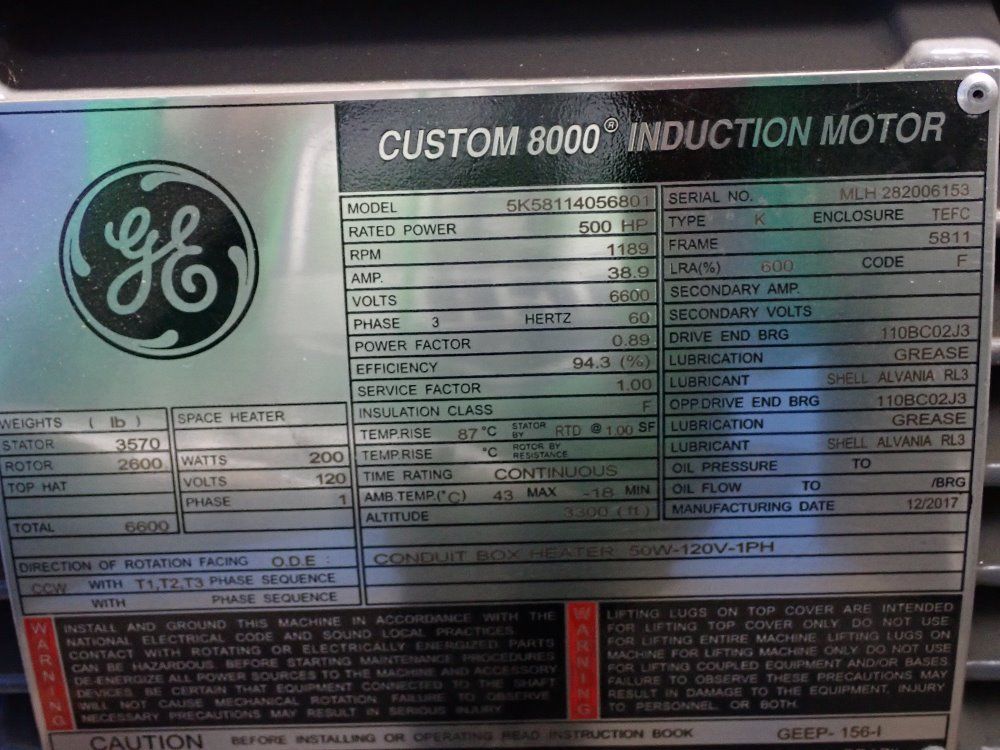 CUSTOM 8000® INDUCTION MOTOR
GE
MODEL 5K58114056801
RATED POWER 500 HP
RPM 1189
AMP. 38.9
VOLTS 6600
PHASE 3 HERTZ 60
POWER FACTOR 0.89
EFFICIENCY 94.3 (%)
SERVICE FACTOR 1.00
INSULATION CLASS F
TEMP.RISE 87 °C STATOR BY RTD @ 1.00 SF
TEMP.RISE °C ROTOR BY RESISTANCE
TIME RATING CONTINUOUS
AMB.TEMP.(°C) 43 MAX -18 MIN
ALTITUDE 3300 (ft)
SERIAL NO. MLH 282006153
TYPE K ENCLOSURE TEFC
FRAME 5811
LRA(%) 600 CODE F
SECONDARY AMP.
SECONDARY VOLTS
DRIVE END BRG 110BC02J3
LUBRICATION GREASE
LUBRICANT SHELL ALVANIA RL3
OPP.DRIVE END BRG 110BC02J3
LUBRICATION GREASE
LUBRICANT SHELL ALVANIA RL3
OIL PRESSURE TO
OIL FLOW TO /BRG
MANUFACTURING DATE 12/2017
CONDUIT BOX HEATER: 50W-120V-1PH
WEIGHTS ( lb )
STATOR 3570
ROTOR 2600
TOP HAT
TOTAL 6600
SPACE HEATER
WATTS 200
VOLTS 120
PHASE 1
DIRECTION OF ROTATION FACING O.D.E :
CCW WITH T1,T2,T3 PHASE SEQUENCE
WITH PHASE SEQUENCE
WARNING
INSTALL AND GROUND THIS MACHINE IN ACCORDANCE WITH THE
NATIONAL ELECTRICAL CODE AND SOUND LOCAL PRACTICES.
CONTACT WITH ROTATING OR ELECTRICALLY ENERGIZED PARTS
CAN BE HAZARDOUS. BEFORE STARTING MAINTENANCE PROCEDURES
DE-ENERGIZE ALL POWER SOURCES TO THE MACHINE AND ACCESSORY
DEVICES. BE CERTAIN THAT EQUIPMENT CONNECTED TO THE SHAFT
WILL NOT CAUSE MECHANICAL ROTATION. FAILURE TO OBSERVE
NECESSARY PRECAUTIONS MAY RESULT IN SERIOUS INJURY.
WARNING
LIFTING LUGS ON TOP COVER ARE INTENDED
FOR LIFTING TOP COVER ONLY. DO NOT USE
FOR LIFTING ENTIRE MACHINE. LIFTING LUGS ON
MACHINE FOR LIFTING MACHINE ONLY. DO NOT USE
FOR LIFTING COUPLED EQUIPMENT AND/OR BASES.
FAILURE TO OBSERVE THESE PRECAUTIONS MAY
RESULT IN DAMAGE TO THE EQUIPMENT, INJURY
TO PERSONNEL, OR BOTH.
CAUTION BEFORE INSTALLING OR OPERATING READ INSTRUCTION BOOK GEEP- 156-I